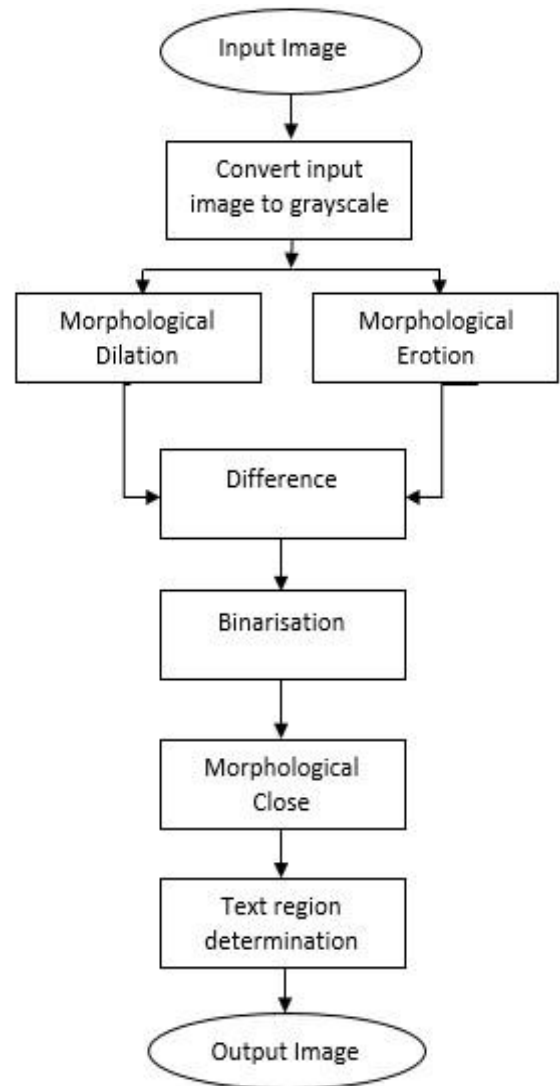 Input Image
Convert input
image to grayscale
Morphological
Dilation
Morphological
Erotion
Difference
Binarisation
Morphological
Close
Text region
determination
Output Image